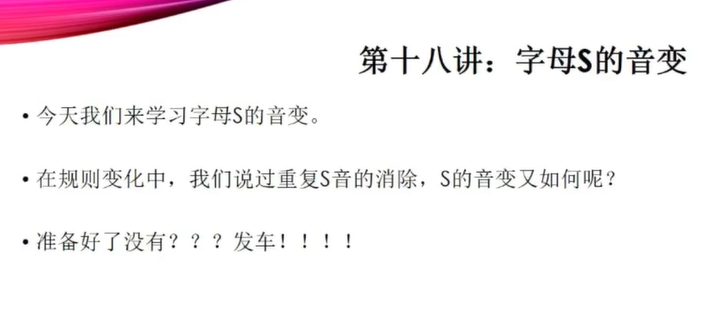 第十八讲：字母S的音变
• 今天我们来学习字母S的音变。
• 在规则变化中，我们说过重复S音的消除，S的音变又如何呢？
• 准备好了没有？？？发车！！！！